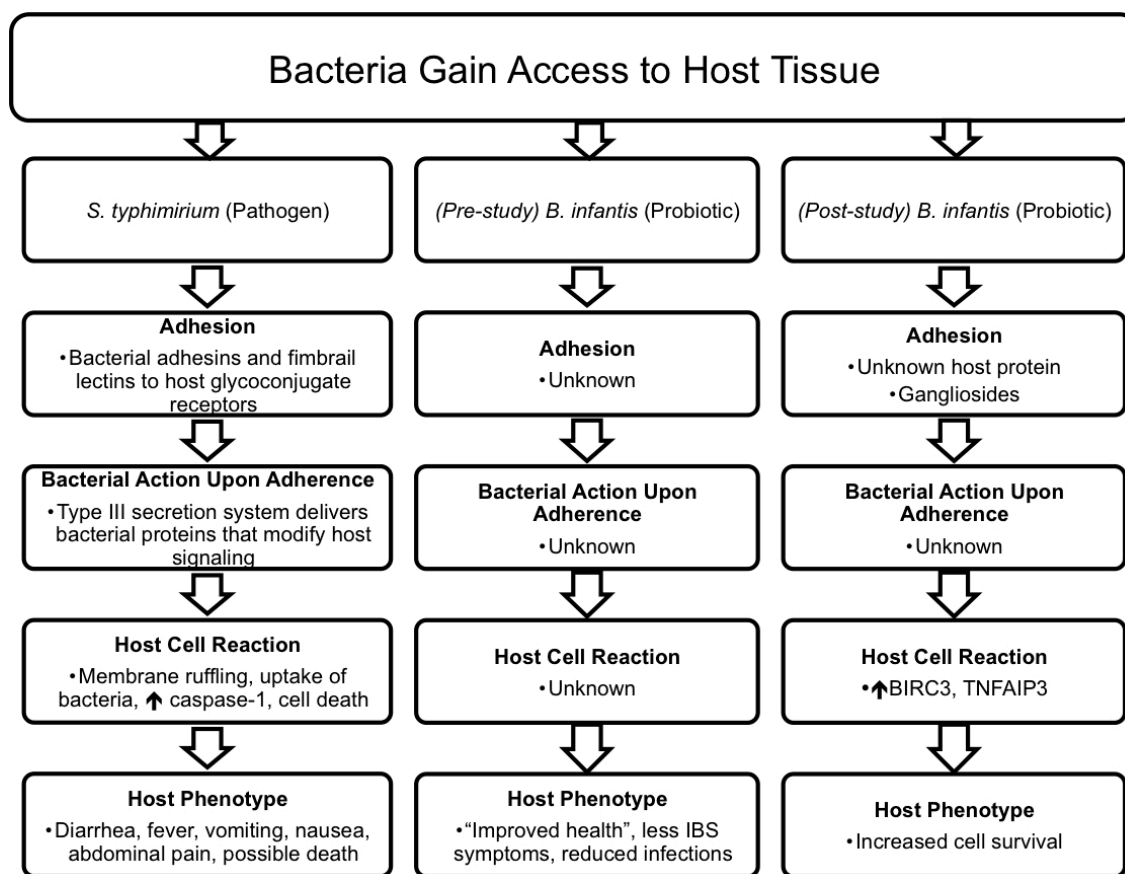 Bacteria Gain Access to Host Tissue
S. typhimirium (Pathogen)
(Pre-study) B. infantis (Probiotic)
(Post-study) B. infantis (Probiotic)
Adhesion
•Bacterial adhesins and fimbrail
lectins to host glycoconjugate
receptors
Adhesion
•Unknown
Adhesion
•Unknown host protein
•Gangliosides
Bacterial Action Upon Adherence
•Type III secretion system delivers
bacterial proteins that modify host
signaling
Bacterial Action Upon
Adherence
•Unknown
Bacterial Action Upon
Adherence
•Unknown
Host Cell Reaction
•Membrane ruffling, uptake of
bacteria, ↑ caspase-1, cell death
Host Cell Reaction
•Unknown
Host Cell Reaction
•↑BIRC3, TNFAIP3
Host Phenotype
•Diarrhea, fever, vomiting, nausea,
abdominal pain, possible death
Host Phenotype
•“Improved health”, less IBS
symptoms, reduced infections
Host Phenotype
•Increased cell survival